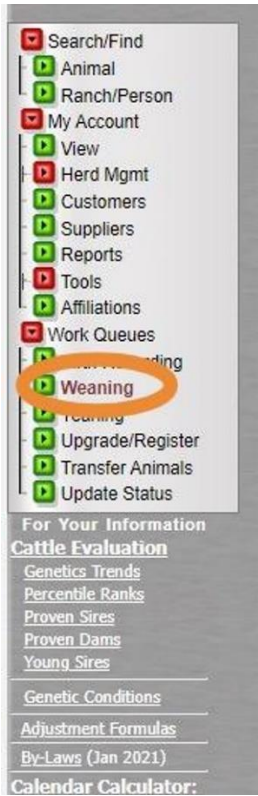 Search/Find
Animal
Ranch/Person
My Account
View
Herd Mgmt
Customers
Suppliers
Reports
Tools
Affiliations
Work Queues
Weaning
Upgrade/Register
Transfer Animals
Update Status
For Your Information
Cattle Evaluation
Genetics Trends
Percentile Ranks
Proven Sires
Proven Dams
Young Sires
Genetic Conditions
Adjustment Formulas
By-Laws (Jan 2021)
Calendar Calculator: